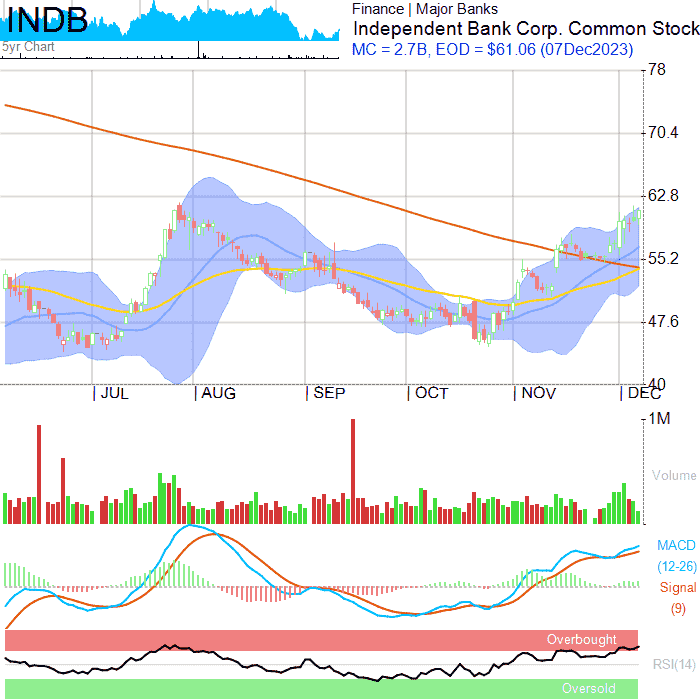 INDB
5yr Chart
Finance | Major Banks
Independent Bank Corp. Common Stock
MC = 2.7B, EOD = $61.06 (07Dec2023)
78
70.4
62.8
55.2
47.6
40
JUL AUG SEP OCT NOV DEC
1M
Volume
MACD
(12-26)
Signal
(9)
Overbought
RSI(14)
Oversold